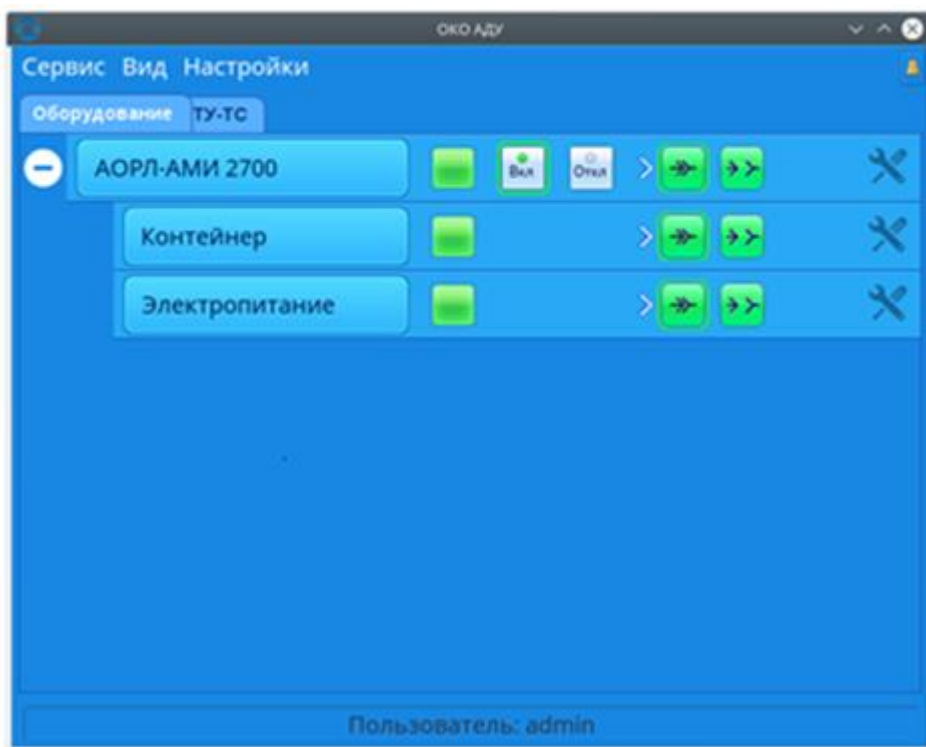 ОКО АДУ
Сервис Вид Настройки
Оборудование ТУ-ТС
АОРЛ-АМИ 2700 Вкл Откл
Контейнер
Электропитание
Пользователь: admin